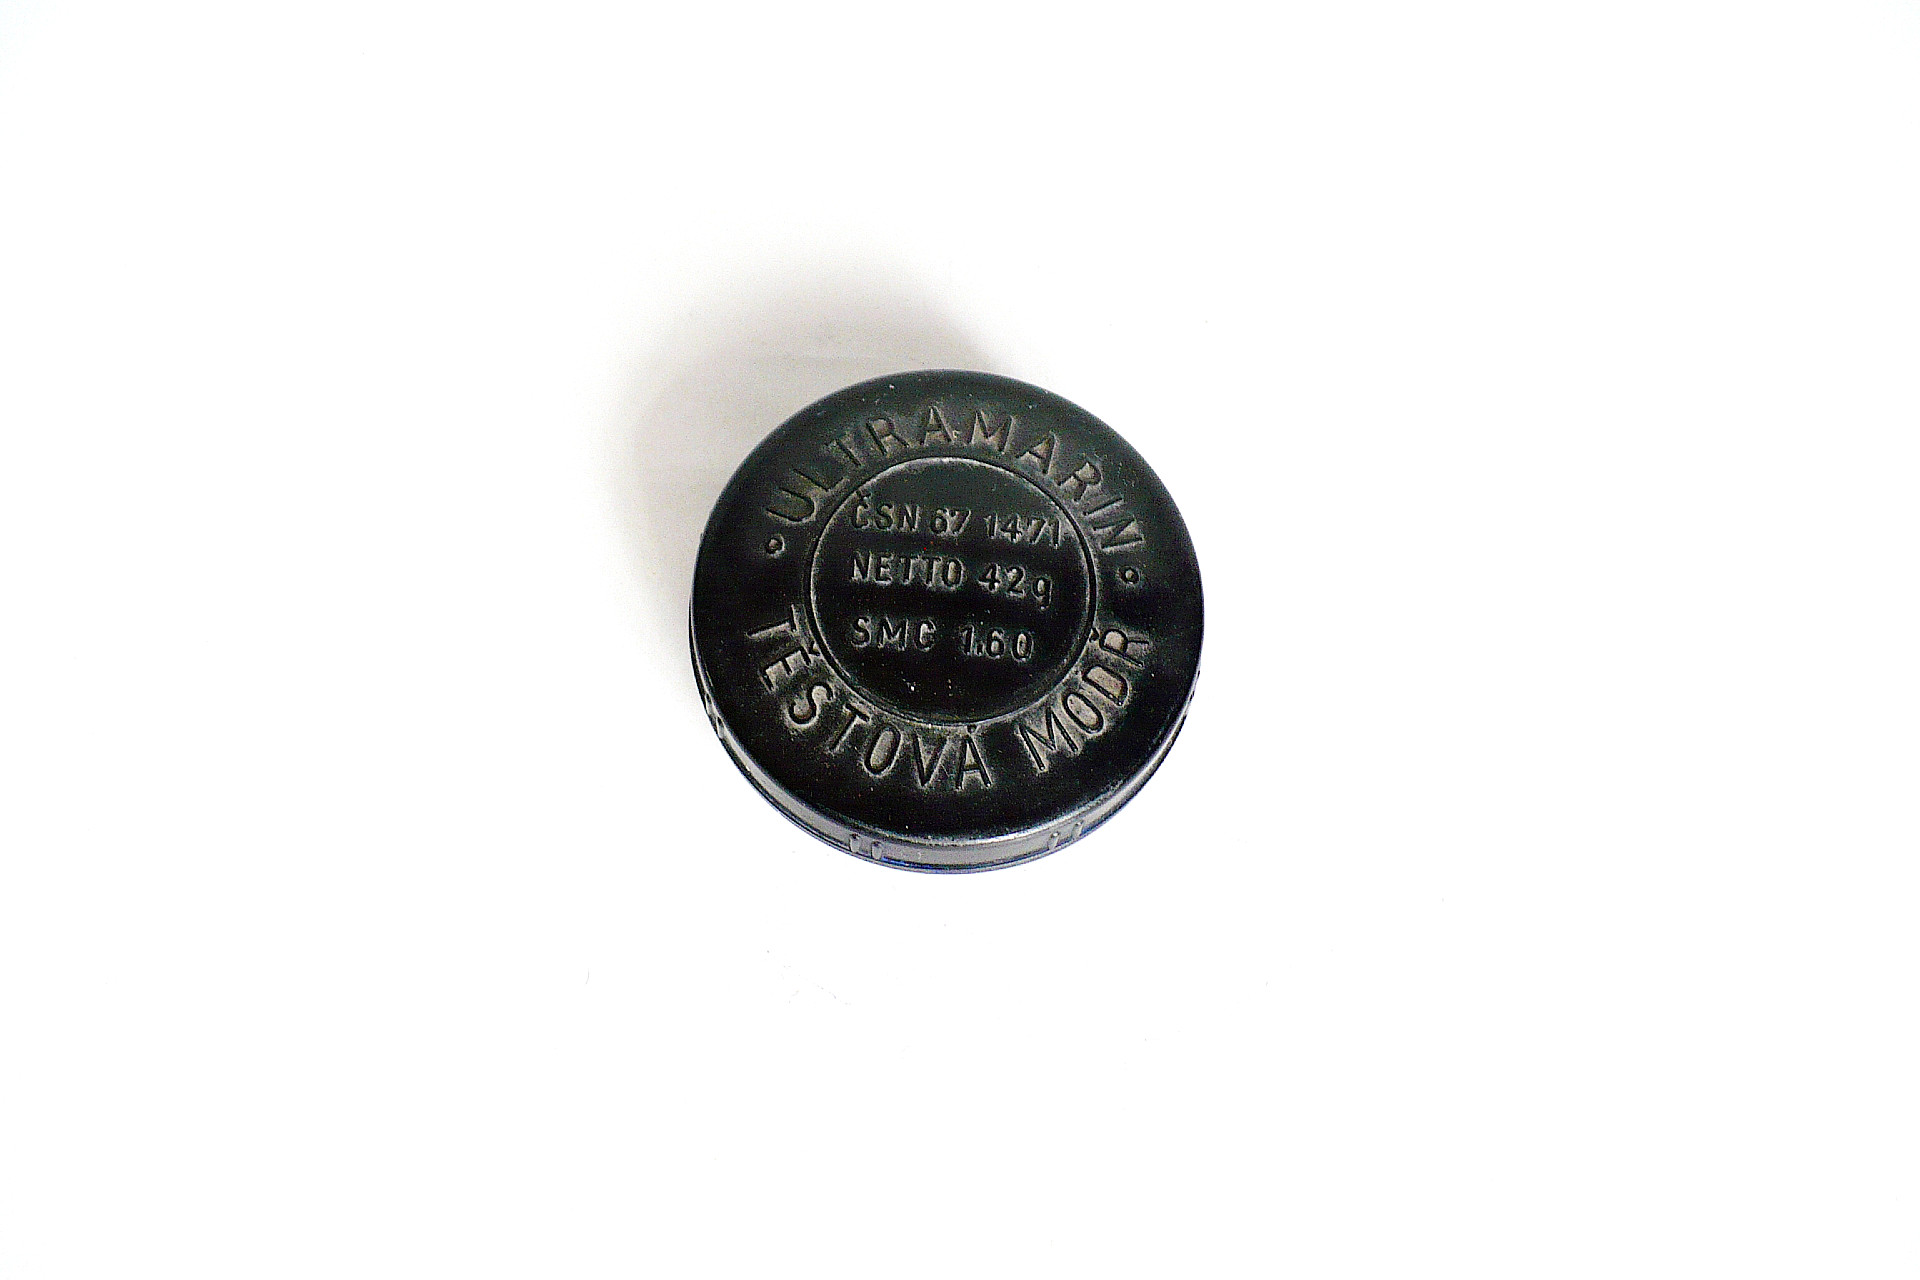 ULTRAMARIN
ČSN 67 1471
NETTO 42g
SMC 1.60
TĚSTOVÁ MODŘ